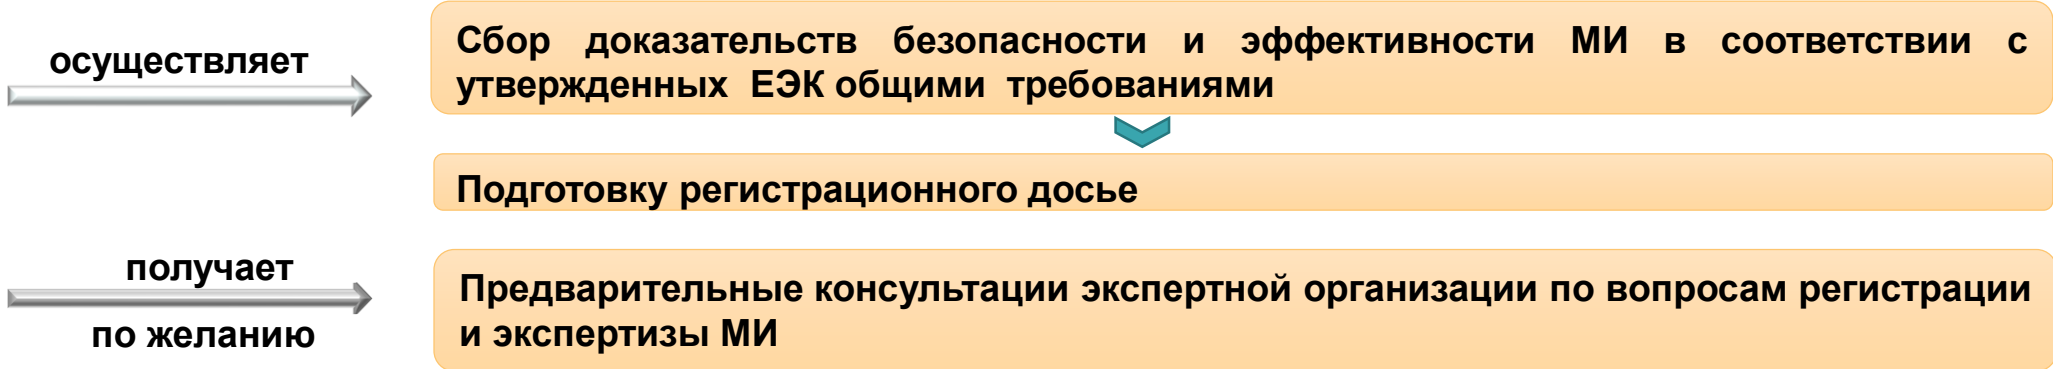 осуществляет
Сбор доказательств безопасности и эффективности МИ в соответствии с
утвержденных ЕЭК общими требованиями
Подготовку регистрационного досье
получает
по желанию
Предварительные консультации экспертной организации по вопросам регистрации
и экспертизы МИ